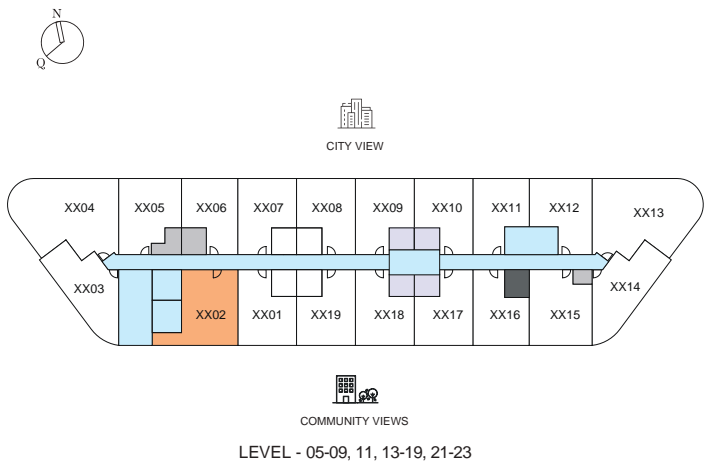 N
Q
CITY VIEW
XX04 XX05 XX06 XX07 XX08 XX09 XX10 XX11 XX12 XX13
XX03 XX14
XX02 XX01 XX19 XX18 XX17 XX16 XX15
COMMUNITY VIEWS
LEVEL - 05-09, 11, 13-19, 21-23